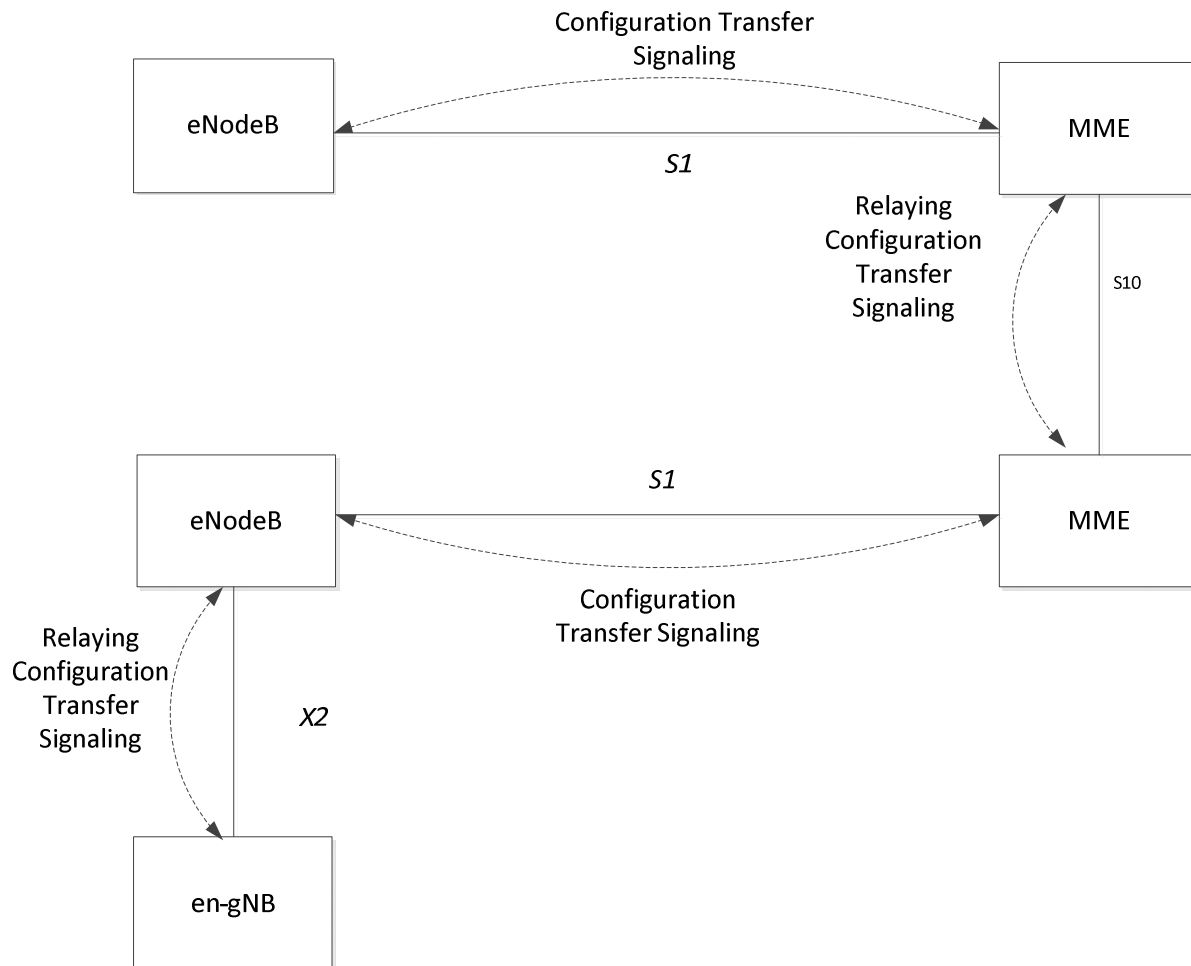 Configuration Transfer
Signaling
eNodeB
MME
S1
Relaying
Configuration
Transfer
Signaling
S10
S1
eNodeB
MME
Configuration
Transfer Signaling
Relaying
Configuration
Transfer
Signaling
X2
en-gNB